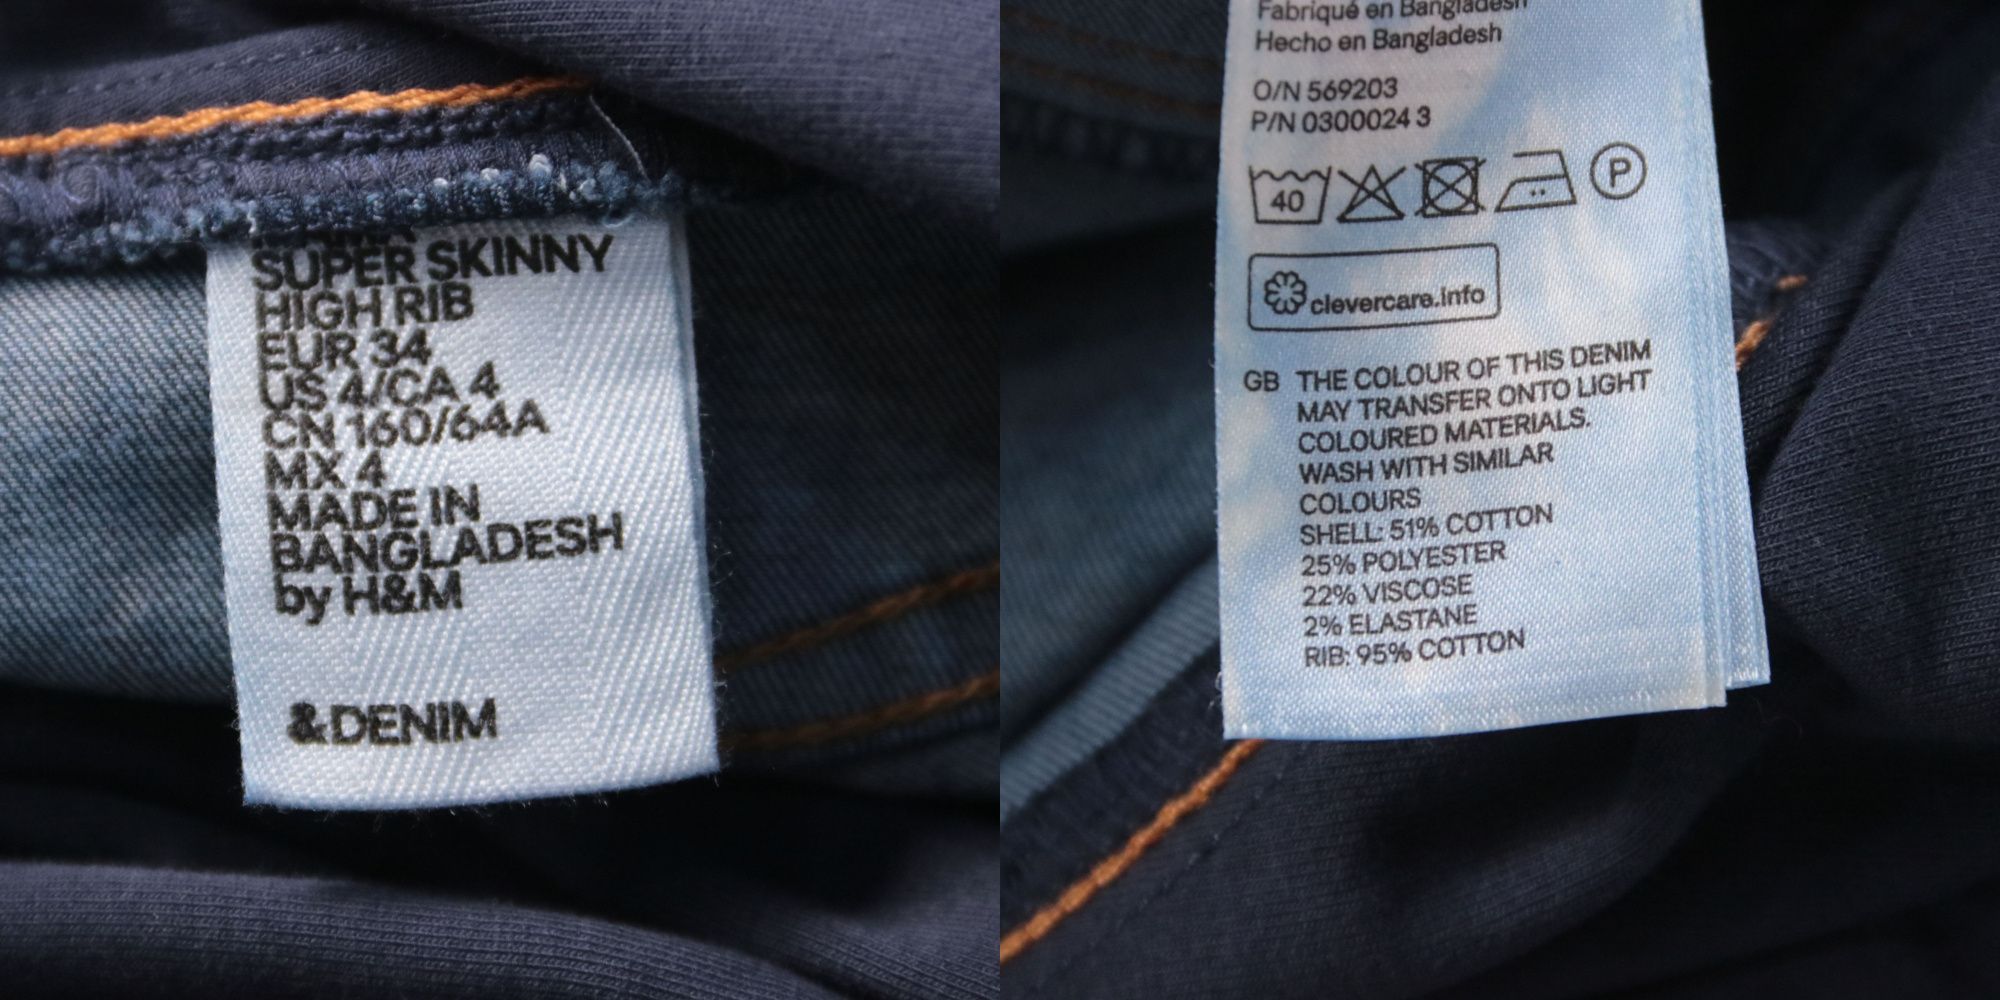 SUPER SKINNY
HIGH RIB
EUR 34
US 4/CA 4
CN 160/64A
MX 4
MADE IN
BANGLADESH
by H&M
&DENIM
Fabriqué en Bangladesh
Hecho en Bangladesh
O/N 569203
P/N 0300024 3
40 P
clevercare.info
GB THE COLOUR OF THIS DENIM
MAY TRANSFER ONTO LIGHT
COLOURED MATERIALS.
WASH WITH SIMILAR
COLOURS
SHELL: 51% COTTON
25% POLYESTER
22% VISCOSE
2% ELASTANE
RIB: 95% COTTON